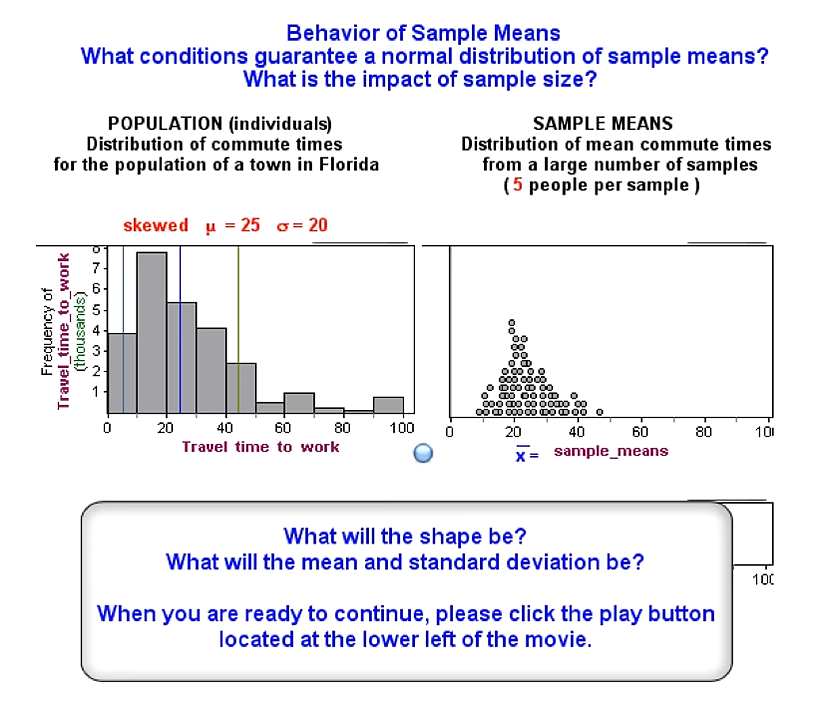 Behavior of Sample Means
What conditions guarantee a normal distribution of sample means?
What is the impact of sample size?
POPULATION (individuals)
Distribution of commute times
for the population of a town in Florida
SAMPLE MEANS
Distribution of mean commute times
from a large number of samples
( 5 people per sample )
skewed μ = 25 σ = 20
Frequency of
Travel_time_to_work
(thousands)
8
7
6
5
4
3
2
1
0 20 40 60 80 100
Travel time to work
0 20 40 60 80
x̄ = sample_means
What will the shape be?
What will the mean and standard deviation be?
When you are ready to continue, please click the play button
located at the lower left of the movie.
100